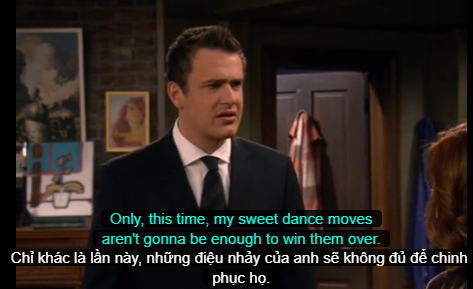 Only, this time, my sweet dance moves
aren't gonna be enough to win them over.
Chỉ khác là lần này, những điệu nhảy của anh sẽ không đủ để chinh
phục họ.